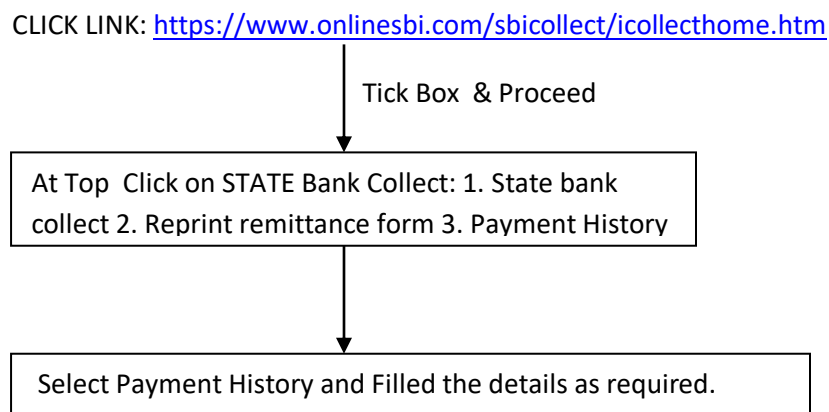 CLICK LINK: https://www.onlinesbi.com/sbicollect/icollecthome.htm
Tick Box & Proceed
At Top Click on STATE Bank Collect: 1. State bank
collect 2. Reprint remittance form 3. Payment History
Select Payment History and Filled the details as required.